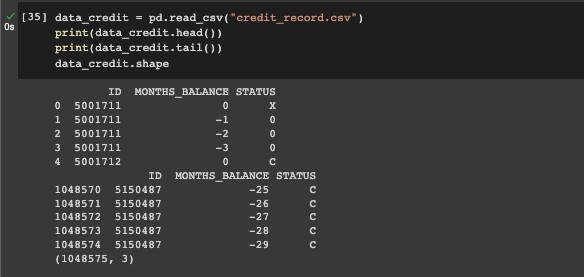 0s [35] data_credit = pd.read_csv("credit_record.csv")
print(data_credit.head())
print(data_credit.tail())
data_credit.shape
ID MONTHS_BALANCE STATUS
0 5001711 0 X
1 5001711 -1 0
2 5001711 -2 0
3 5001711 -3 0
4 5001712 0 C
ID MONTHS_BALANCE STATUS
1048570 5150487 -25 C
1048571 5150487 -26 C
1048572 5150487 -27 C
1048573 5150487 -28 C
1048574 5150487 -29 C
(1048575, 3)